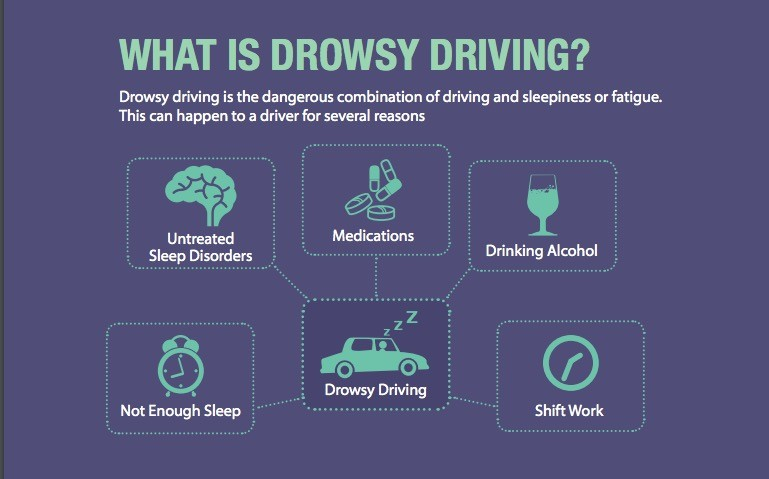 WHAT IS DROWSY DRIVING?
Drowsy driving is the dangerous combination of driving and sleepiness or fatigue.
This can happen to a driver for several reasons
Untreated
Sleep Disorders
Medications
Drinking Alcohol
z z Z
Drowsy Driving
Not Enough Sleep
Shift Work